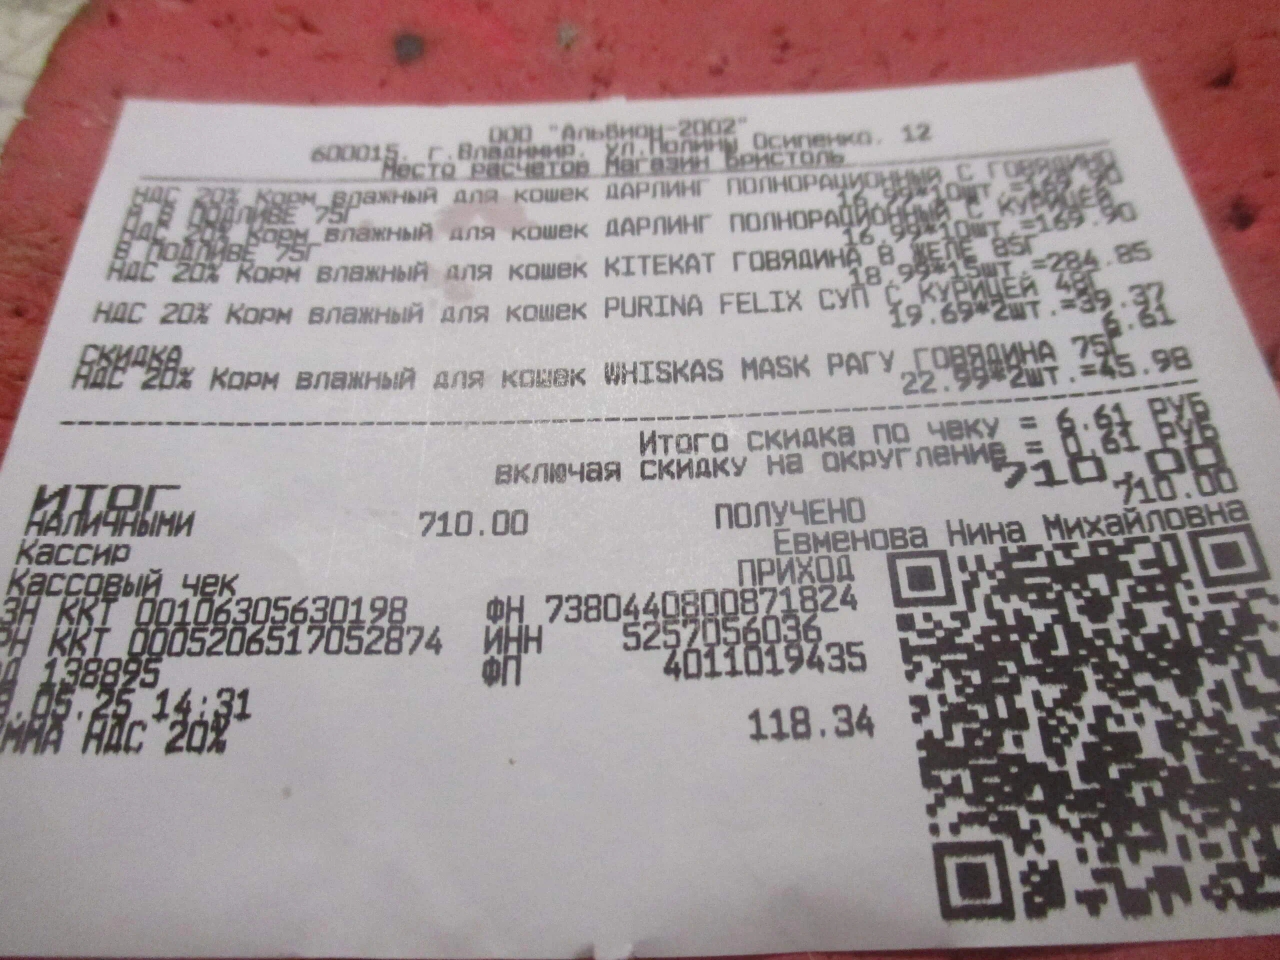 ООО "Альбион-2002"
600015, г.Владимир, ул.Полины Осипенко, 12
Место расчетов Магазин Бристоль
НДС 20% Корм влажный для кошек ДАРЛИНГ ПОЛНОРАЦИОННЫЙ С ГОВЯДИНО
Й В ПОДЛИВЕ 75Г
НДС 20% Корм влажный для кошек ДАРЛИНГ ПОЛНОРАЦИОННЫЙ С КУРИЦЕЙ
В ПОДЛИВЕ 75Г 16.99*10шт.=169.90
НДС 20% Корм влажный для кошек KITEKAT ГОВЯДИНА В ЖЕЛЕ 85Г
18.99*15шт.=284.85
НДС 20% Корм влажный для кошек PURINA FELIX СУП С КУРИЦЕЙ 48Г
19.69*2шт.=39.37
СКИДКА 6.61
НДС 20% Корм влажный для кошек WHISKAS MASK РАГУ ГОВЯДИНА 75Г
22.99*2шт.=45.98
Итого скидка по чеку = 6.61 РУБ
включая скидку на округление = 0.61 РУБ
ИТОГ 710.00
НАЛИЧНЫМИ 710.00 ПОЛУЧЕНО 710.00
Кассир Евменова Нина Михайловна
Кассовый чек ПРИХОД
ЗН ККТ 00106305630198 ФН 7380440800871824
РН ККТ 0005206517052874 ИНН 5257056036
138895 ФП 4011019435
.05.25 14:31
ММА НДС 20% 118.34